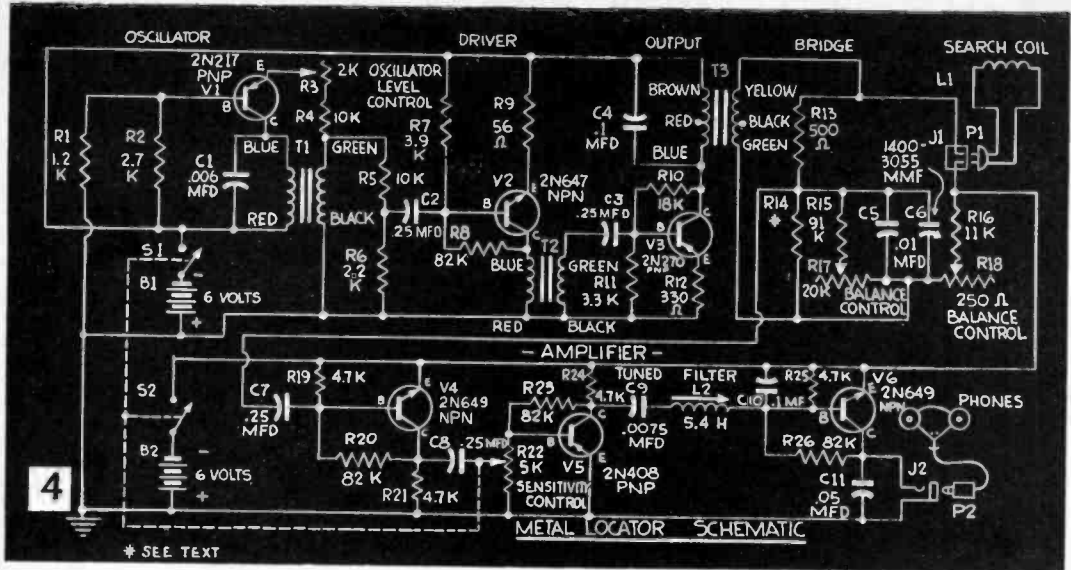 OSCILLATOR
DRIVER
OUTPUT
BRIDGE
SEARCH COIL
L1
2N217
PNP
V1
E
B
C
R3
2K
OSCILLATOR
LEVEL
CONTROL
R4
10K
R1
1.2
K
R2
2.7
K
C1
.006
MFD
BLUE
T1
GREEN
RED
BLACK
R5
10K
R6
2.2
K
C2
.25 MFD
R7
3.9
K
R9
56
Ω
V2
2N647
NPN
E
B
C
R8
82K
BLUE
T2
GREEN
RED
BLACK
C3
.25 MFD
C4
.1
MFD
BROWN
RED
BLUE
T3
YELLOW
BLACK
GREEN
R10
18K
V3
2N270
PNP
C
B
E
R11
3.3 K
R12
330
Ω
R13
500
Ω
R14
*
R15
91
K
C5
C6
.01
MFD
1400-
3055
MMF
J1
P1
R16
11 K
R17
20K
BALANCE
CONTROL
R18
250 Ω
BALANCE
CONTROL
S1
B1
-
6 VOLTS
+
S2
B2
-
6 VOLTS
+
- AMPLIFIER -
C7
.25
MFD
R19
4.7K
V4
2N649
NPN
E
B
C
R20
82 K
R21
4.7K
C8
.25 MFD
R22
5K
SENSITIVITY
CONTROL
R23
82K
R24
4.7K
C
B
E
V5
2N408
PNP
TUNED
FILTER
C9
.0075
MFD
L2
5.4 H
C10
.1MF
R25
4.7K
V6
2N649
NPN
E
B
C
R26
82K
C11
.05
MFD
PHONES
J2
P2
4
METAL LOCATOR SCHEMATIC
* SEE TEXT